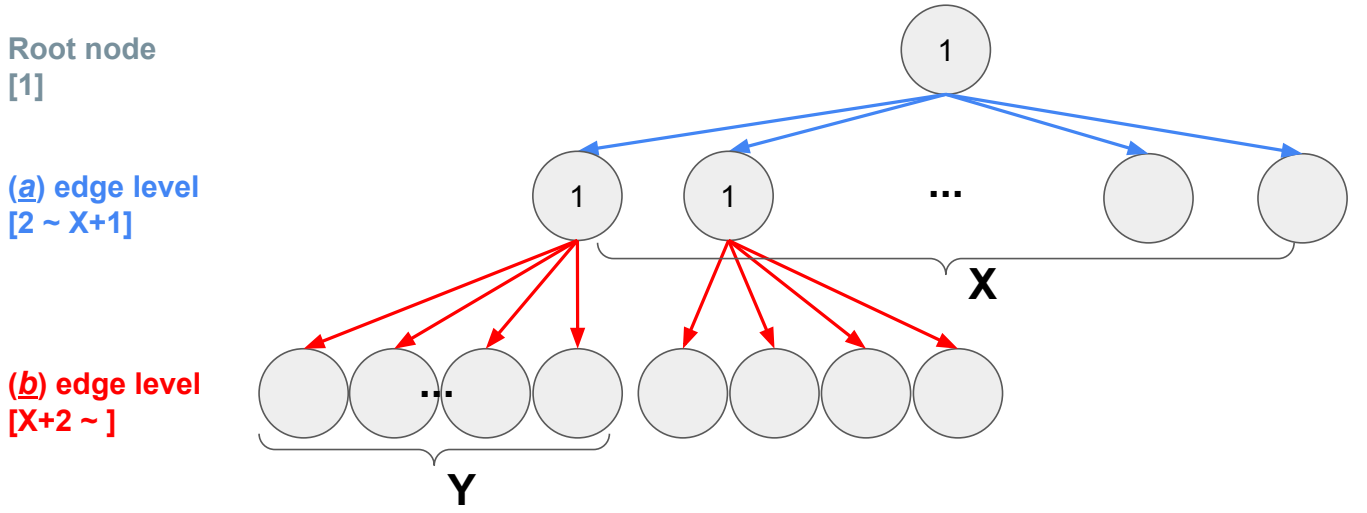 Root node
[1]
1
(a) edge level
[2 ~ X+1]
1
1
...
X
(b) edge level
[X+2 ~ ]
...
Y